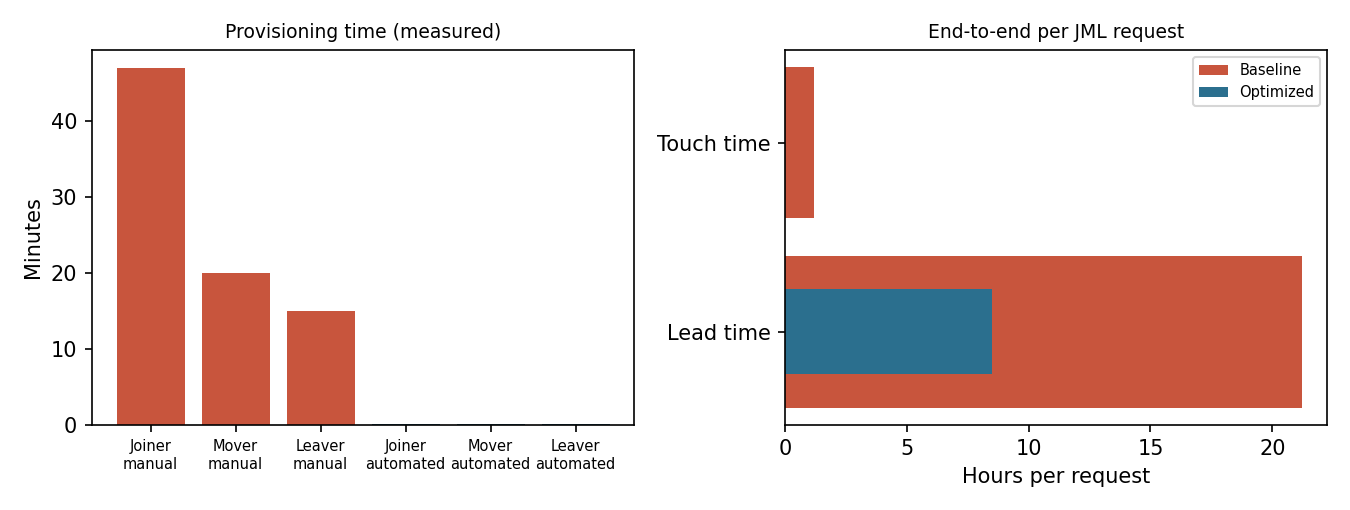 Provisioning time (measured)
Minutes
40
30
20
10
0
Joiner
manual
Mover
manual
Leaver
manual
Joiner
automated
Mover
automated
Leaver
automated
End-to-end per JML request
Baseline
Optimized
Touch time
Lead time
0
5
10
15
20
Hours per request